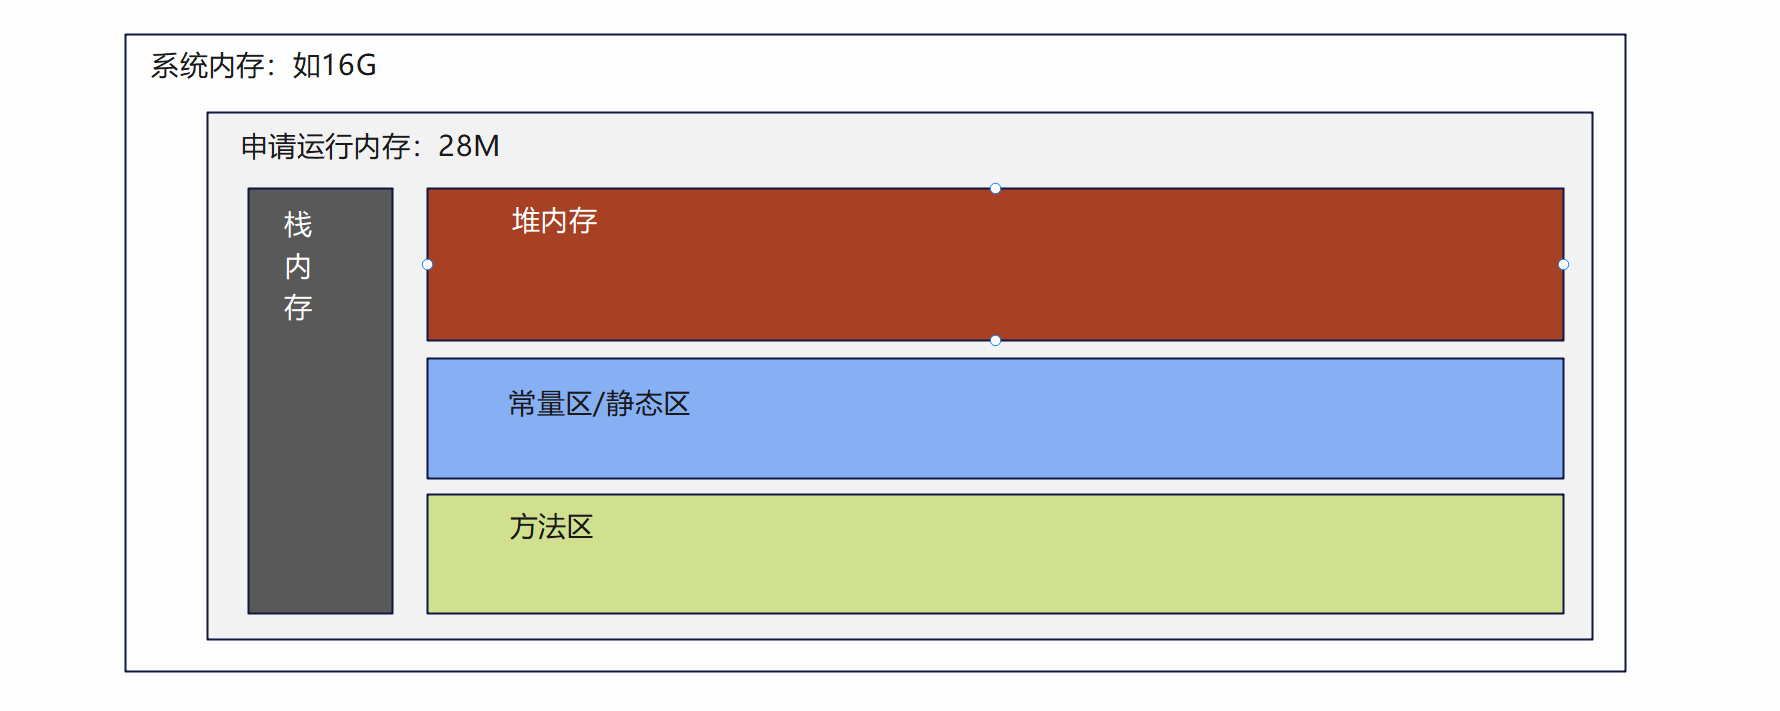 系统内存：如16G
申请运行内存：28M
栈
内
存
堆内存
常量区/静态区
方法区